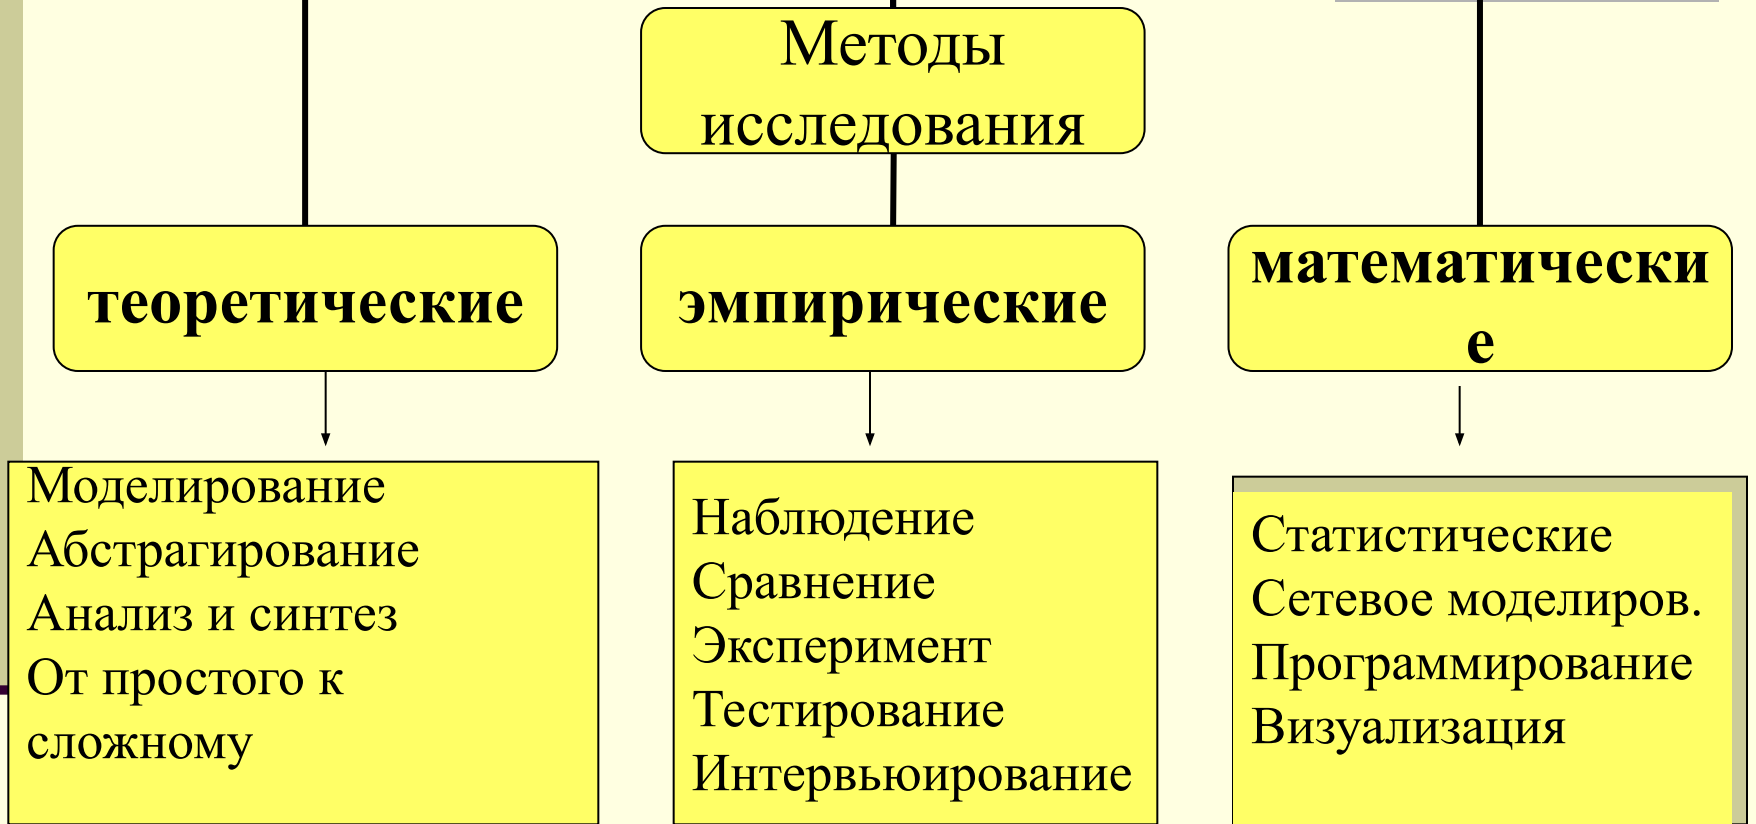 Методы
исследования
теоретические
эмпирические
математически
е
Моделирование
Абстрагирование
Анализ и синтез
От простого к
сложному
Наблюдение
Сравнение
Эксперимент
Тестирование
Интервьюирование
Статистические
Сетевое моделиров.
Программирование
Визуализация